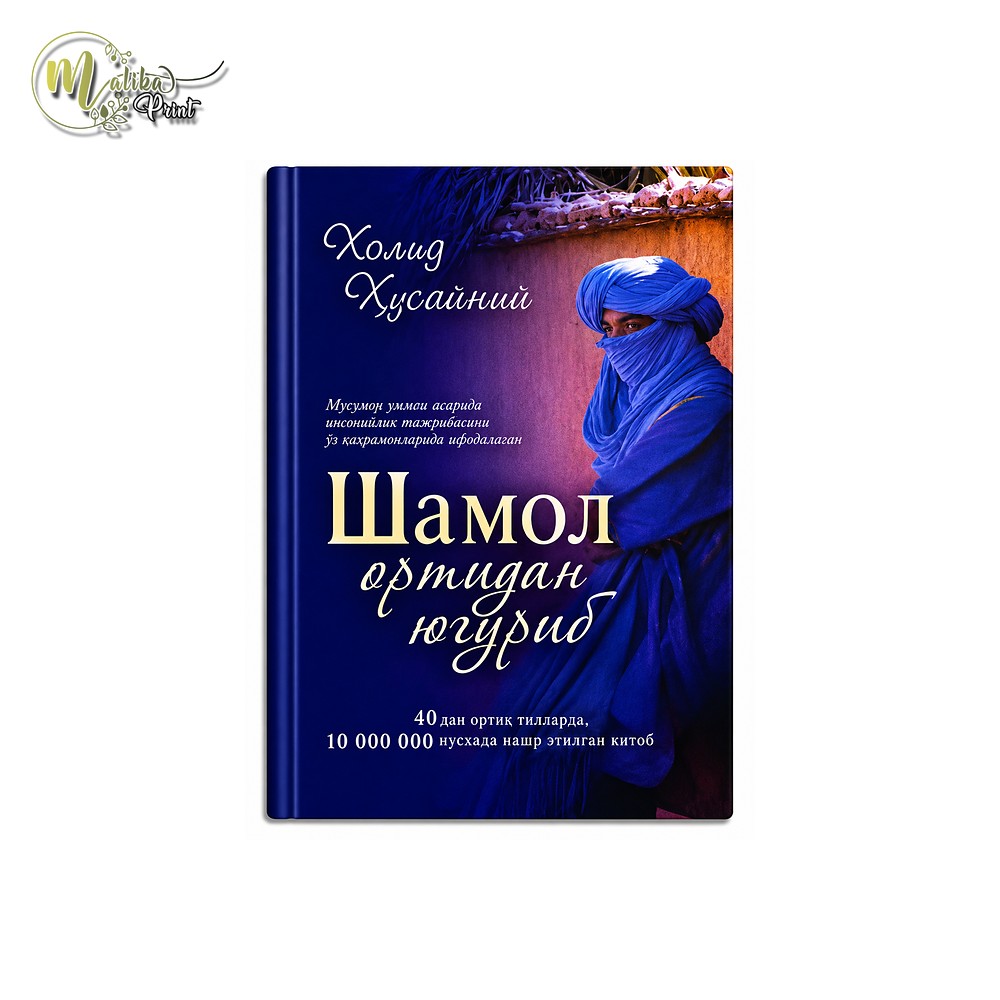 Malika
Print
Холид
Ҳусайний
Мусумон уммаи асарида
инсонийлик тажрибасини
ўз қаҳрамонларида ифодалаган
Шамол
ортидан
югуриб
40 дан ортиқ тилларда,
10 000 000 нусхада нашр этилган китоб